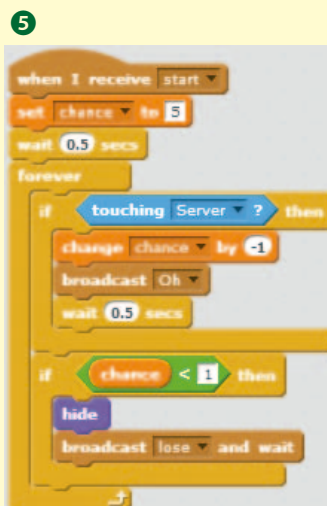 5
when I receive start
set chance to 5
wait 0.5 secs
forever
if touching Server ? then
change chance by -1
broadcast Oh
wait 0.5 secs
if chance < 1 then
hide
broadcast lose and wait